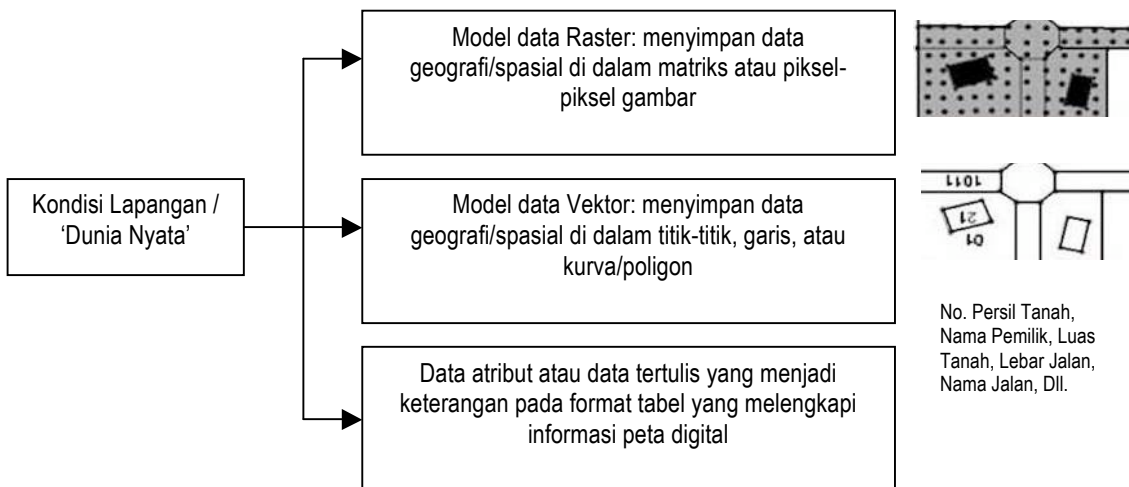 Model data Raster: menyimpan data
geografi/spasial di dalam matriks atau piksel-
piksel gambar
Kondisi Lapangan /
‘Dunia Nyata’
Model data Vektor: menyimpan data
geografi/spasial di dalam titik-titik, garis, atau
kurva/poligon
1011
21
01
No. Persil Tanah,
Nama Pemilik, Luas
Tanah, Lebar Jalan,
Nama Jalan, Dll.
Data atribut atau data tertulis yang menjadi
keterangan pada format tabel yang melengkapi
informasi peta digital